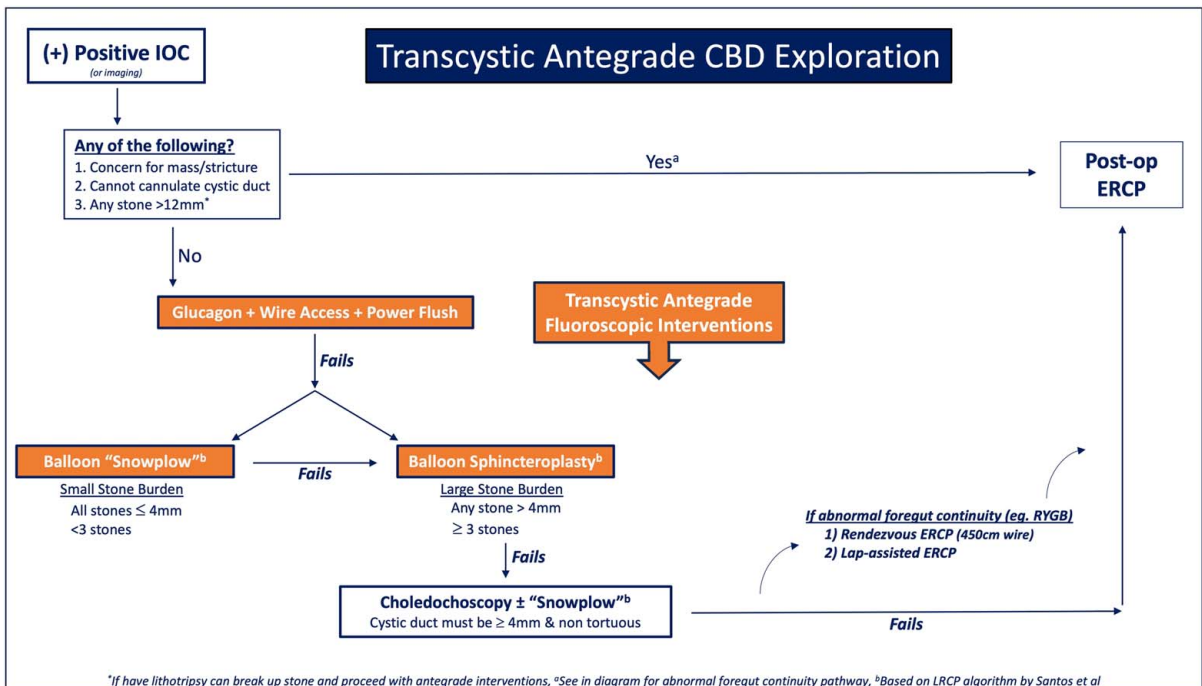 (+) Positive IOC
(or imaging)
Transcystic Antegrade CBD Exploration
Any of the following?
1. Concern for mass/stricture
2. Cannot cannulate cystic duct
3. Any stone >12mm*
Yesª
Post-op
ERCP
No
Glucagon + Wire Access + Power Flush
Transcystic Antegrade
Fluoroscopic Interventions
Fails
Balloon “Snowplow”ᵇ
Fails
Balloon Sphincteroplastyᵇ
Small Stone Burden
All stones ≤ 4mm
<3 stones
Large Stone Burden
Any stone > 4mm
≥ 3 stones
If abnormal foregut continuity (eg. RYGB)
1) Rendezvous ERCP (450cm wire)
2) Lap-assisted ERCP
Fails
Choledochoscopy ± “Snowplow”ᵇ
Cystic duct must be ≥ 4mm & non tortuous
Fails
*If have lithotripsy can break up stone and proceed with antegrade interventions, ªSee in diagram for abnormal foregut continuity pathway, ᵇBased on LRCP algorithm by Santos et al